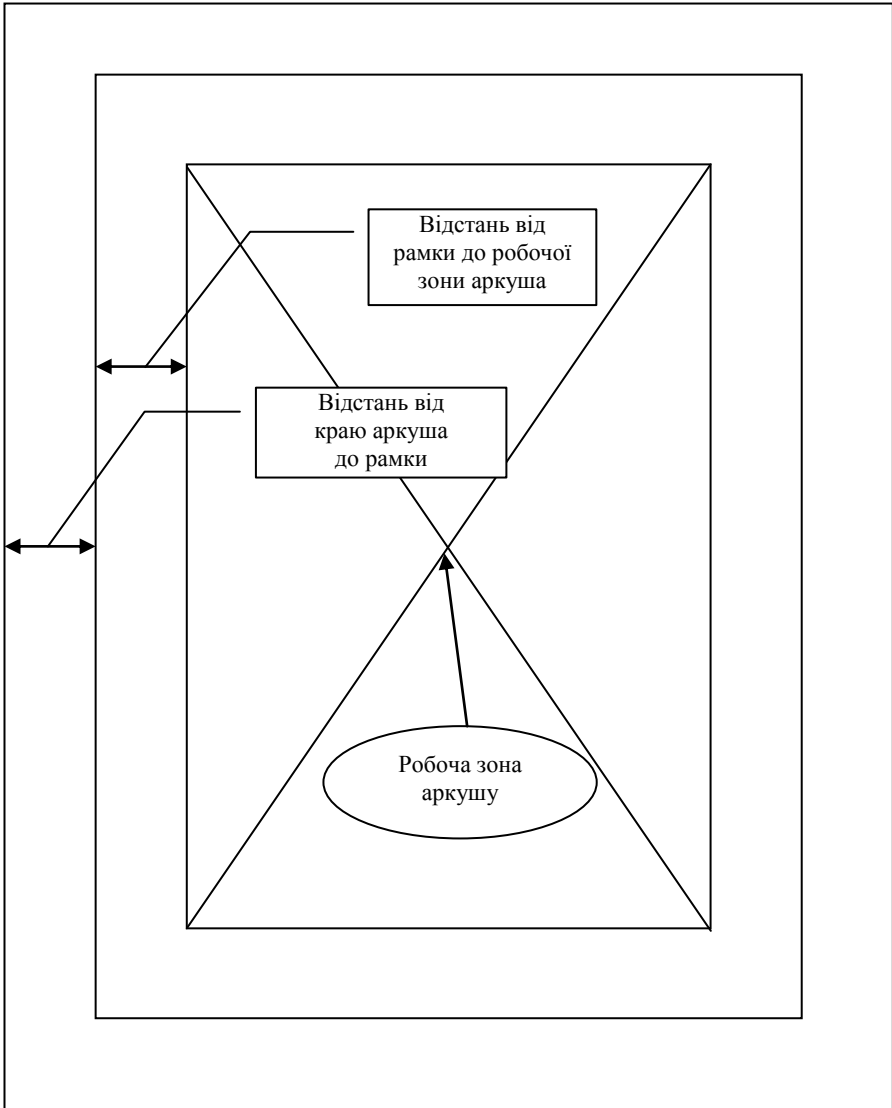 Відстань від
рамки до робочої
зони аркуша
Відстань від
краю аркуша
до рамки
Робоча зона
аркушу